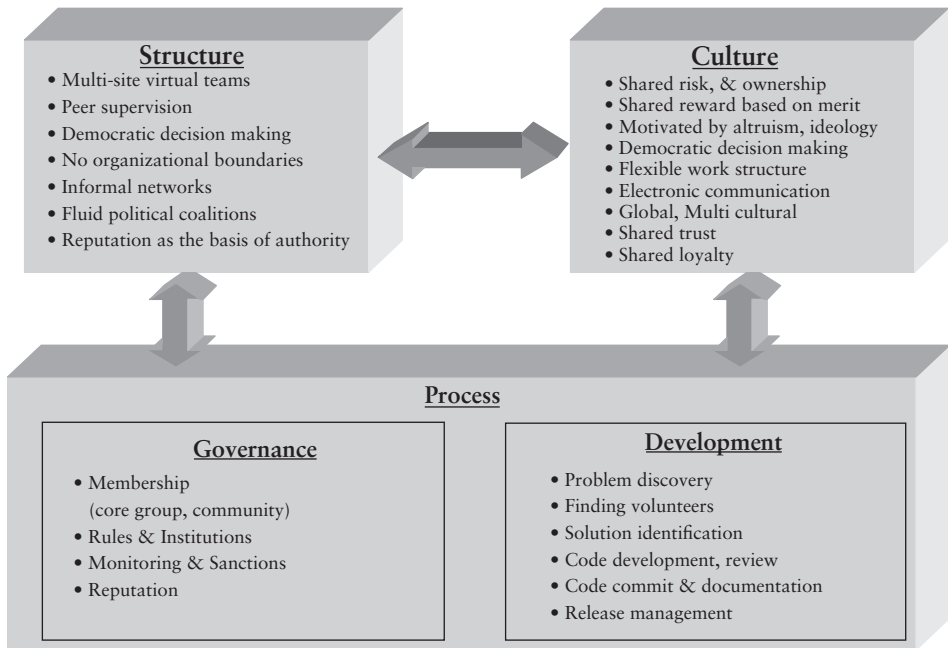 Structure
• Multi-site virtual teams
• Peer supervision
• Democratic decision making
• No organizational boundaries
• Informal networks
• Fluid political coalitions
• Reputation as the basis of authority
Culture
• Shared risk, & ownership
• Shared reward based on merit
• Motivated by altruism, ideology
• Democratic decision making
• Flexible work structure
• Electronic communication
• Global, Multi cultural
• Shared trust
• Shared loyalty
Process
Governance
• Membership
(core group, community)
• Rules & Institutions
• Monitoring & Sanctions
• Reputation
Development
• Problem discovery
• Finding volunteers
• Solution identification
• Code development, review
• Code commit & documentation
• Release management